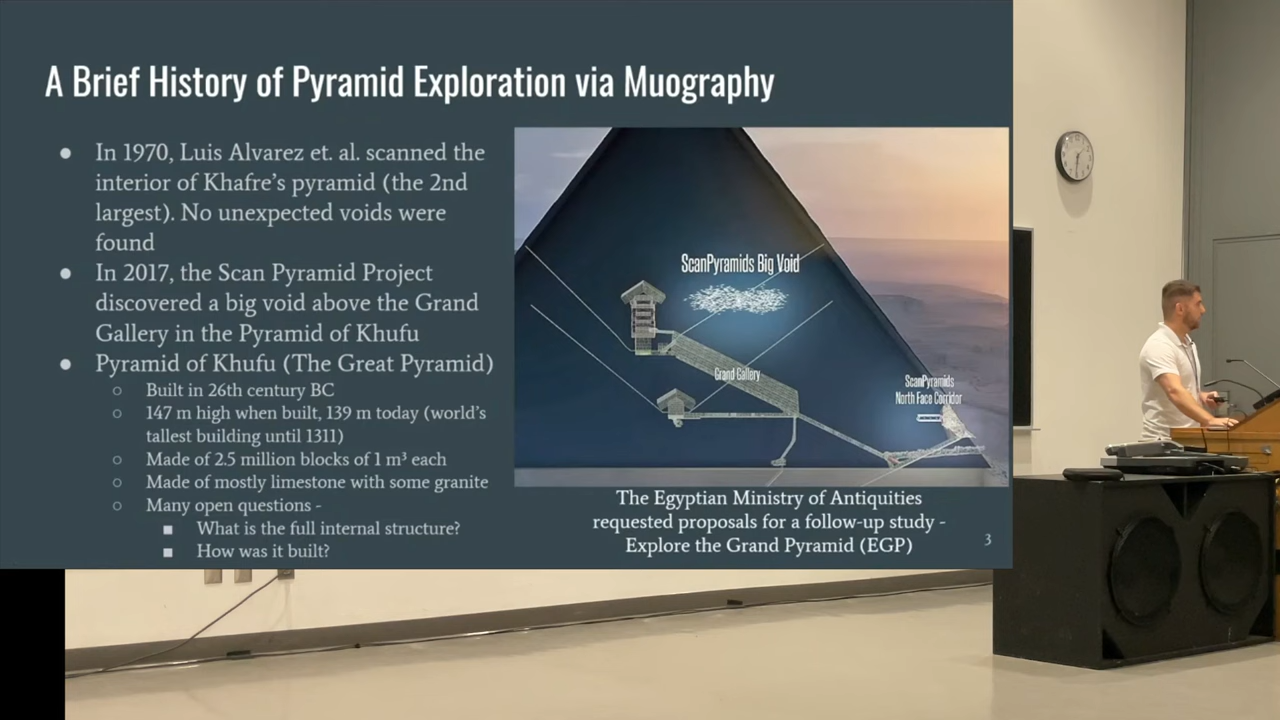 A Brief History of Pyramid Exploration via Muography
● In 1970, Luis Alvarez et. al. scanned the
interior of Khafre's pyramid (the 2nd
largest). No unexpected voids were
found
● In 2017, the Scan Pyramid Project
discovered a big void above the Grand
Gallery in the Pyramid of Khufu
● Pyramid of Khufu (The Great Pyramid)
○ Built in 26th century BC
○ 147 m high when built, 139 m today (world's
tallest building until 1311)
○ Made of 2.5 million blocks of 1 m³ each
○ Made of mostly limestone with some granite
○ Many open questions -
■ What is the full internal structure?
■ How was it built?
ScanPyramids Big Void
Grand Gallery
ScanPyramids
North Face Corridor
The Egyptian Ministry of Antiquities
requested proposals for a follow-up study -
Explore the Grand Pyramid (EGP)
3